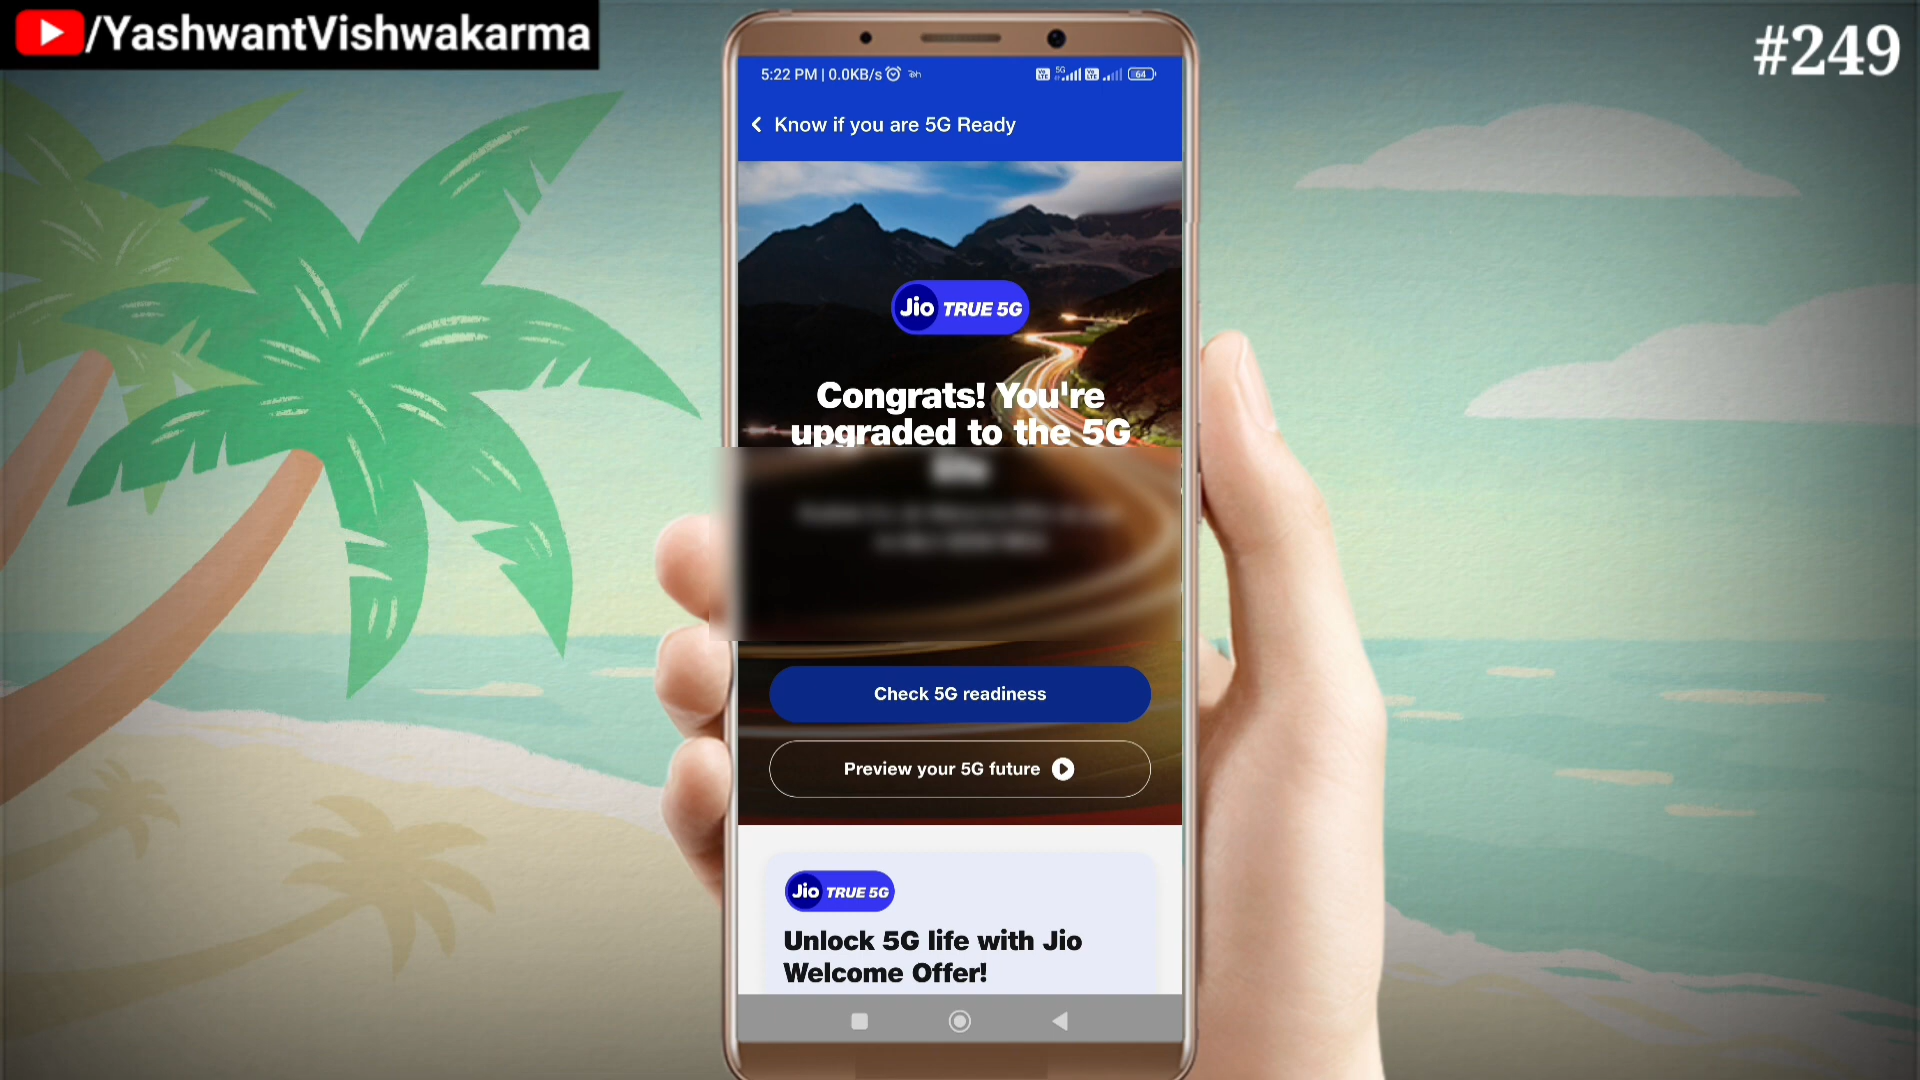 /YashwantVishwakarma
#249
5:22 PM | 0.0KB/s
5G
64
Know if you are 5G Ready
Jio TRUE 5G
Congrats! You're
upgraded to the 5G
Check 5G readiness
Preview your 5G future
Jio TRUE 5G
Unlock 5G life with Jio
Welcome Offer!